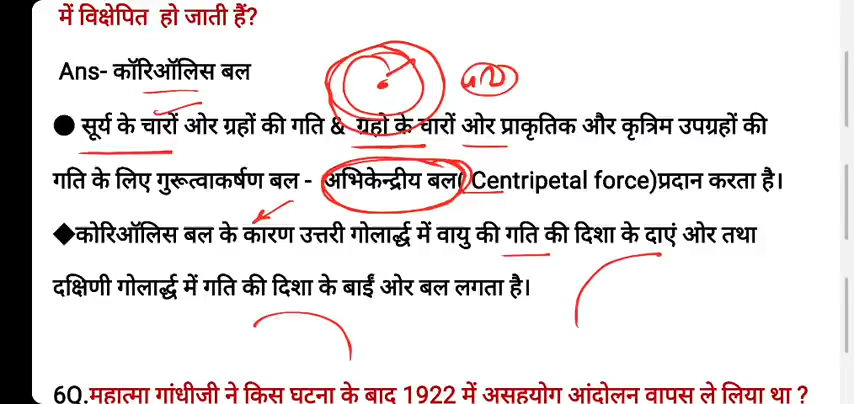 में विक्षेपित हो जाती हैं?
Ans- कॉरिऑलिस बल
● सूर्य के चारों ओर ग्रहों की गति & ग्रहो के चारों ओर प्राकृतिक और कृत्रिम उपग्रहों की
गति के लिए गुरूत्वाकर्षण बल - अभिकेन्द्रीय बल( Centripetal force)प्रदान करता है।
◆कोरिऑलिस बल के कारण उत्तरी गोलार्द्ध में वायु की गति की दिशा के दाएं ओर तथा
दक्षिणी गोलार्द्ध में गति की दिशा के बाईं ओर बल लगता है।
6Q.महात्मा गांधीजी ने किस घटना के बाद 1922 में असहयोग आंदोलन वापस ले लिया था ?